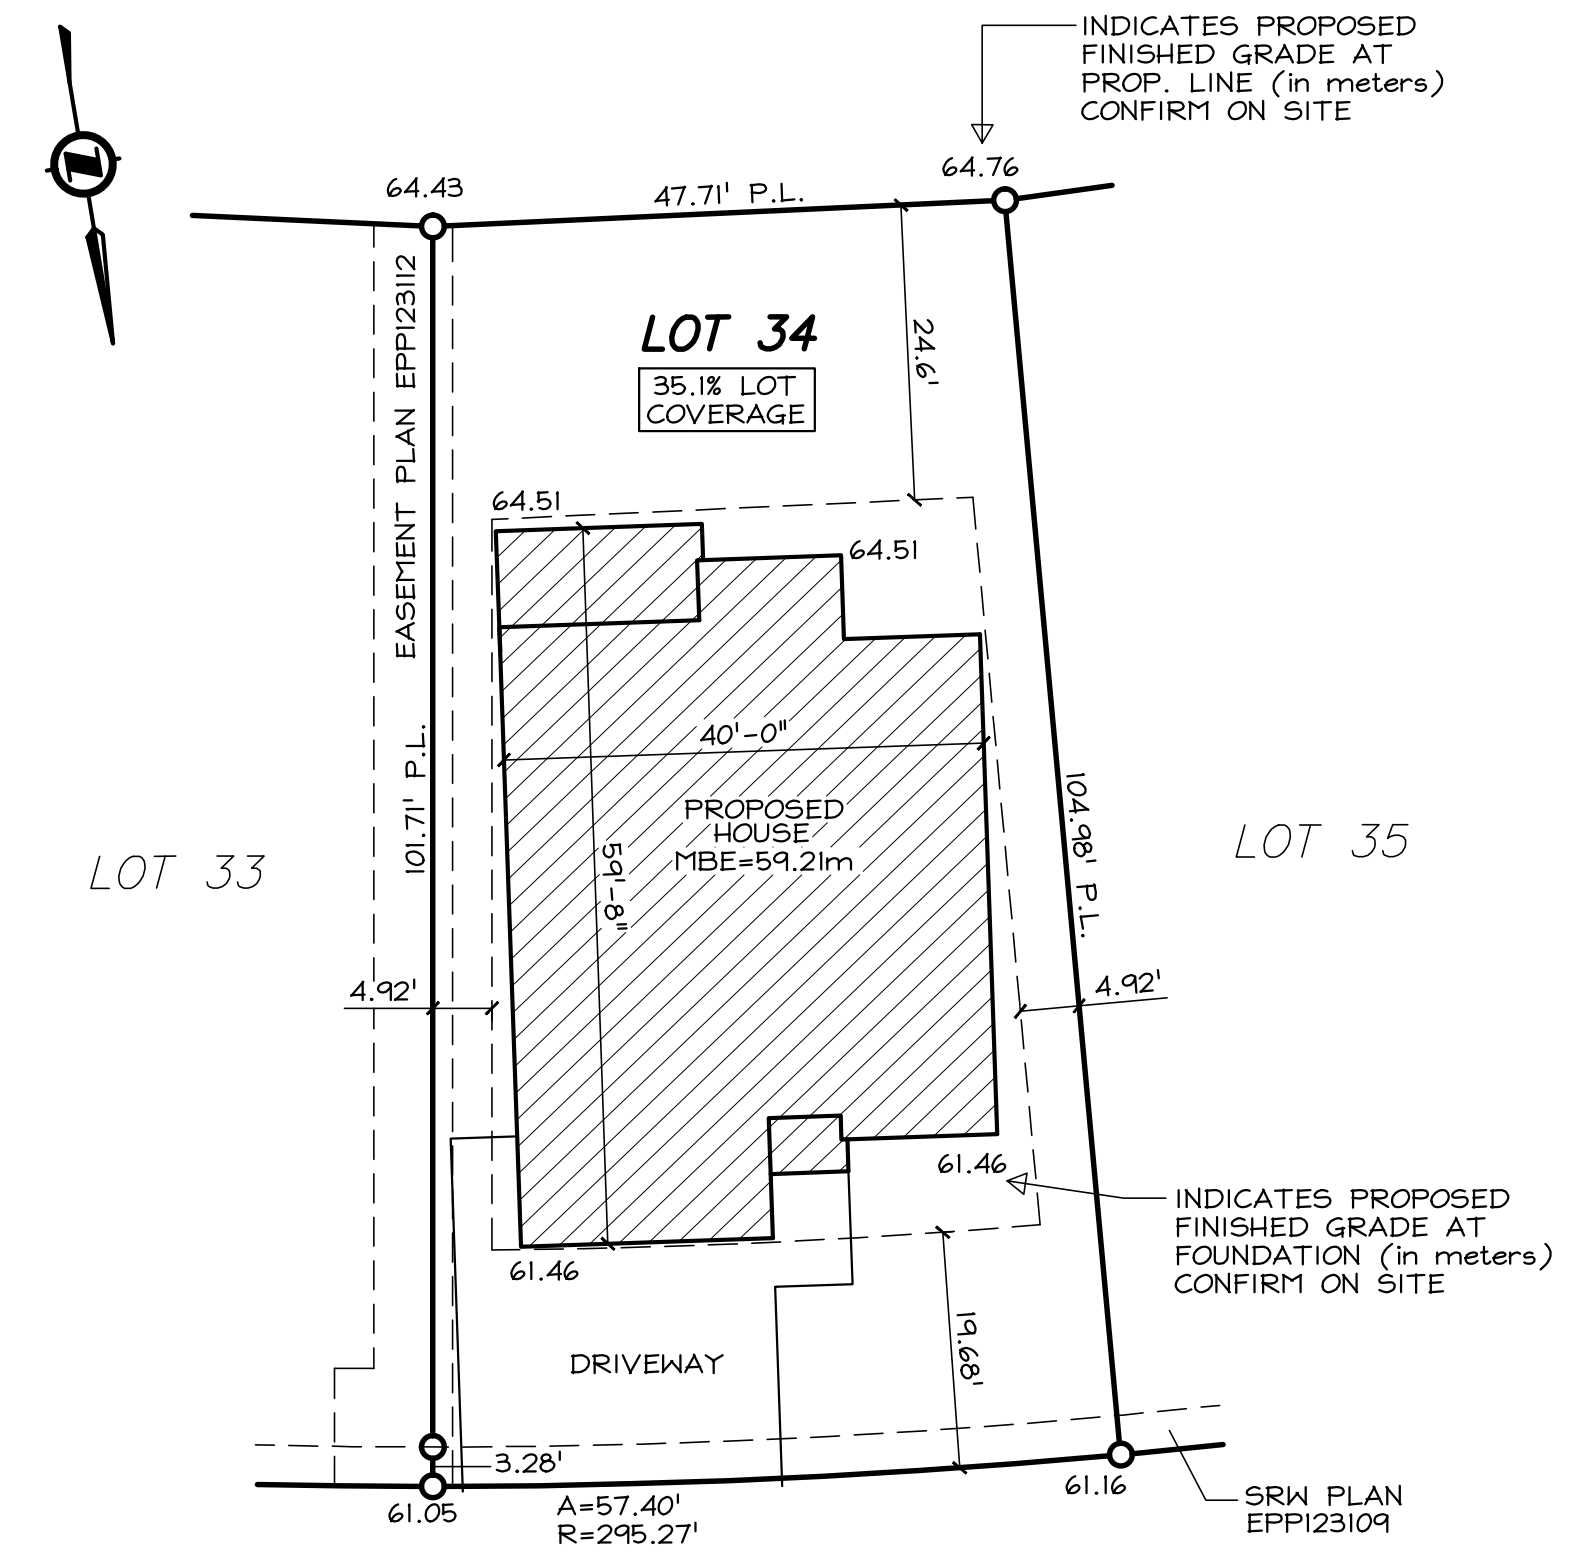 INDICATES PROPOSED
FINISHED GRADE AT
PROP. LINE (in meters)
CONFIRM ON SITE
N
64.43
47.71' P.L.
64.76
EASEMENT PLAN EPP123112
LOT 34
35.1% LOT
COVERAGE
24.6'
64.51
64.51
40'-0"
101.71' P.L.
PROPOSED
HOUSE
MBE=59.21m
59'-8"
104.98' P.L.
LOT 33
LOT 35
4.92'
4.92'
61.46
INDICATES PROPOSED
FINISHED GRADE AT
FOUNDATION (in meters)
CONFIRM ON SITE
61.46
19.68'
DRIVEWAY
3.28'
61.05
A=57.40'
R=295.27'
61.16
SRW PLAN
EPP123109